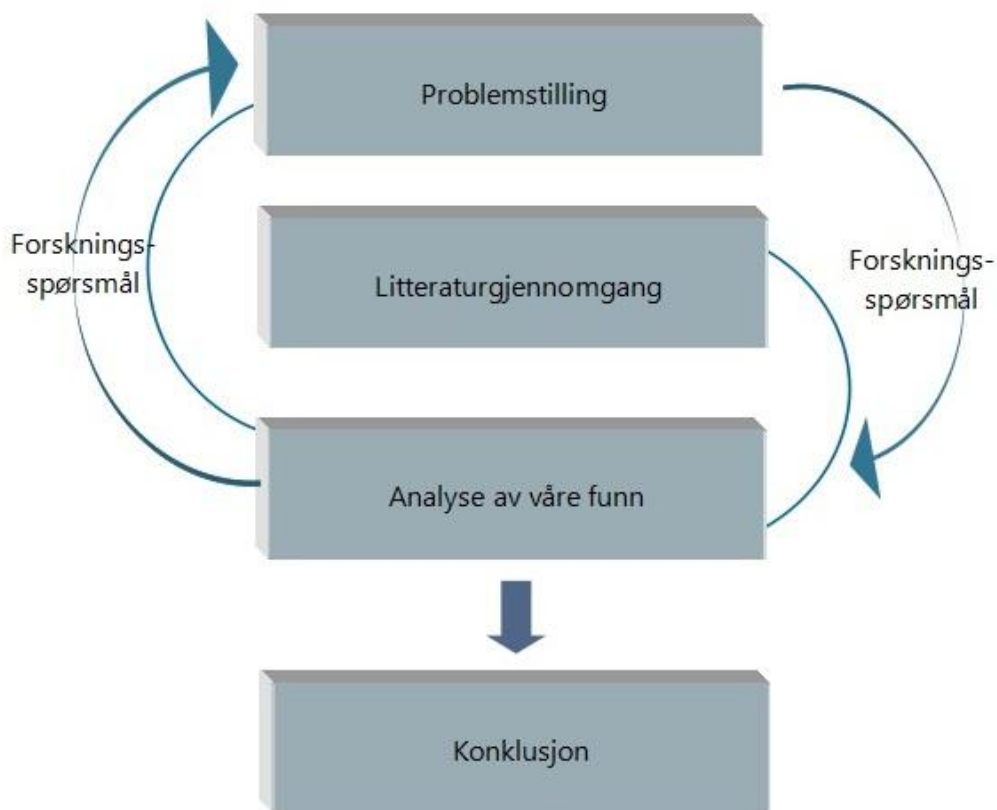 Problemstilling
Forsknings-
spørsmål
Litteraturgjennomgang
Forsknings-
spørsmål
Analyse av våre funn
Konklusjon